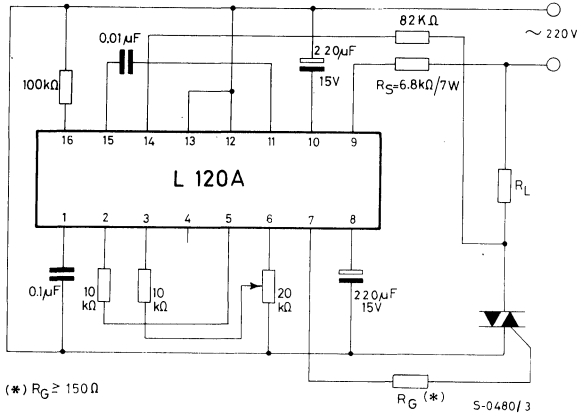 82KΩ
0.01µF
220µF
15V
~ 220V
100kΩ
RS=6.8kΩ/7W
16 15 14 13 12 11 10 9
L 120A
RL
1 2 3 4 5 6 7 8
0.1µF
10 kΩ
10 kΩ
20 kΩ
220µF
15V
(*) RG ≥ 150Ω
RG (*)
S-0480/3